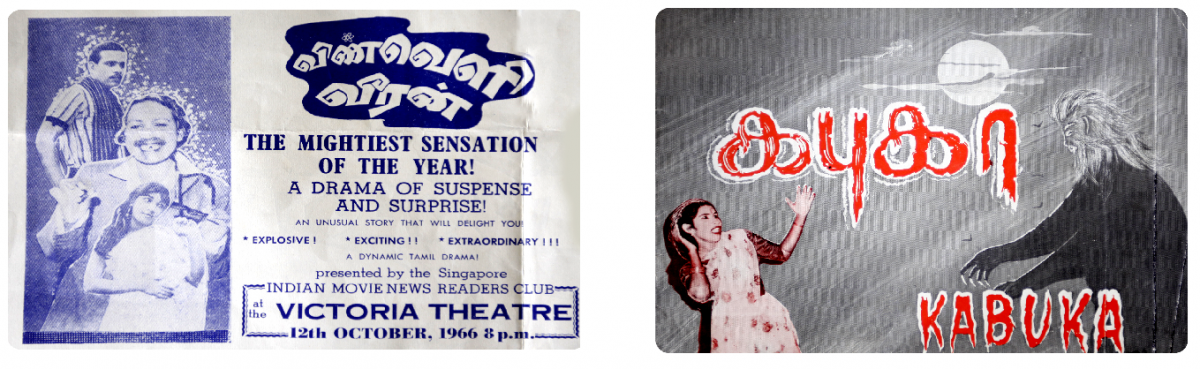 விண்வெளி
வீரன்
THE MIGHTIEST SENSATION
OF THE YEAR!
A DRAMA OF SUSPENSE
AND SURPRISE!
AN UNUSUAL STORY THAT WILL DELIGHT YOU!
* EXPLOSIVE! * EXCITING!! * EXTRAORDINARY!!!
A DYNAMIC TAMIL DRAMA!
presented by the Singapore
INDIAN MOVIE NEWS READERS CLUB
at the VICTORIA THEATRE
12th OCTOBER, 1966 8 p.m.
கபுகா
KABUKA